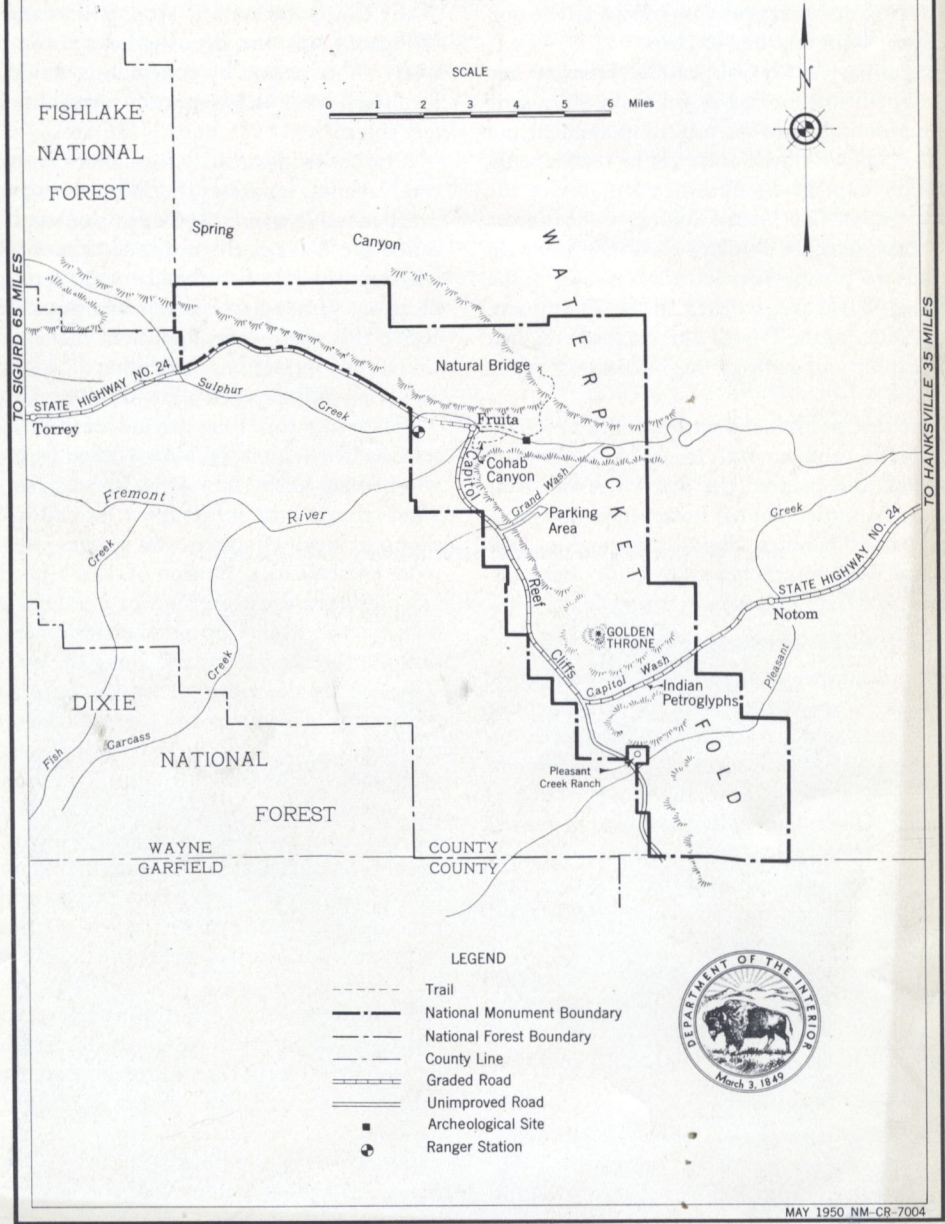 SCALE
0 2 3 4 5 6 Miles
N
FISHLAKE
NATIONAL
FOREST
Spring
Canyon
WATERPOCKET
FOLD
TO SIGURD 65 MILES
TO HANKSVILLE 35 MILES
Natural Bridge
STATE HIGHWAY NO. 24
Torrey
Sulphur
Creek
Fruita
Cohab
Canyon
Capitol
Reef
Cliffs
Grand Wash
Parking
Area
Fremont
River
Creek
Creek
STATE HIGHWAY NO. 24
Notom
GOLDEN
THRONE
Capitol Wash
Indian
Petroglyphs
Pleasant
Creek
DIXIE
NATIONAL
FOREST
Fish
Carcass
Pleasant
Creek Ranch
WAYNE COUNTY
GARFIELD COUNTY
LEGEND
Trail
National Monument Boundary
National Forest Boundary
County Line
Graded Road
Unimproved Road
Archeological Site
Ranger Station
DEPARTMENT OF THE INTERIOR
March 3, 1849
MAY 1950 NM-CR-7004